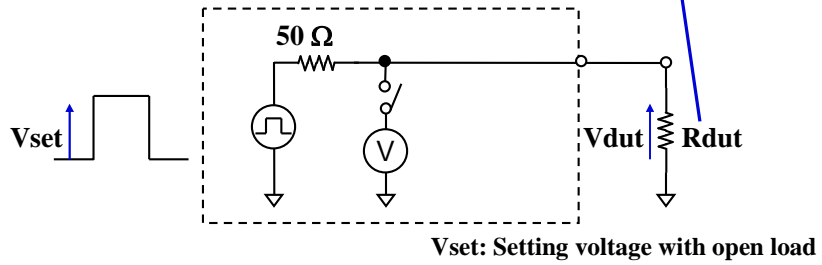 50 Ω
Vset
V
Vdut
Rdut
Vset: Setting voltage with open load